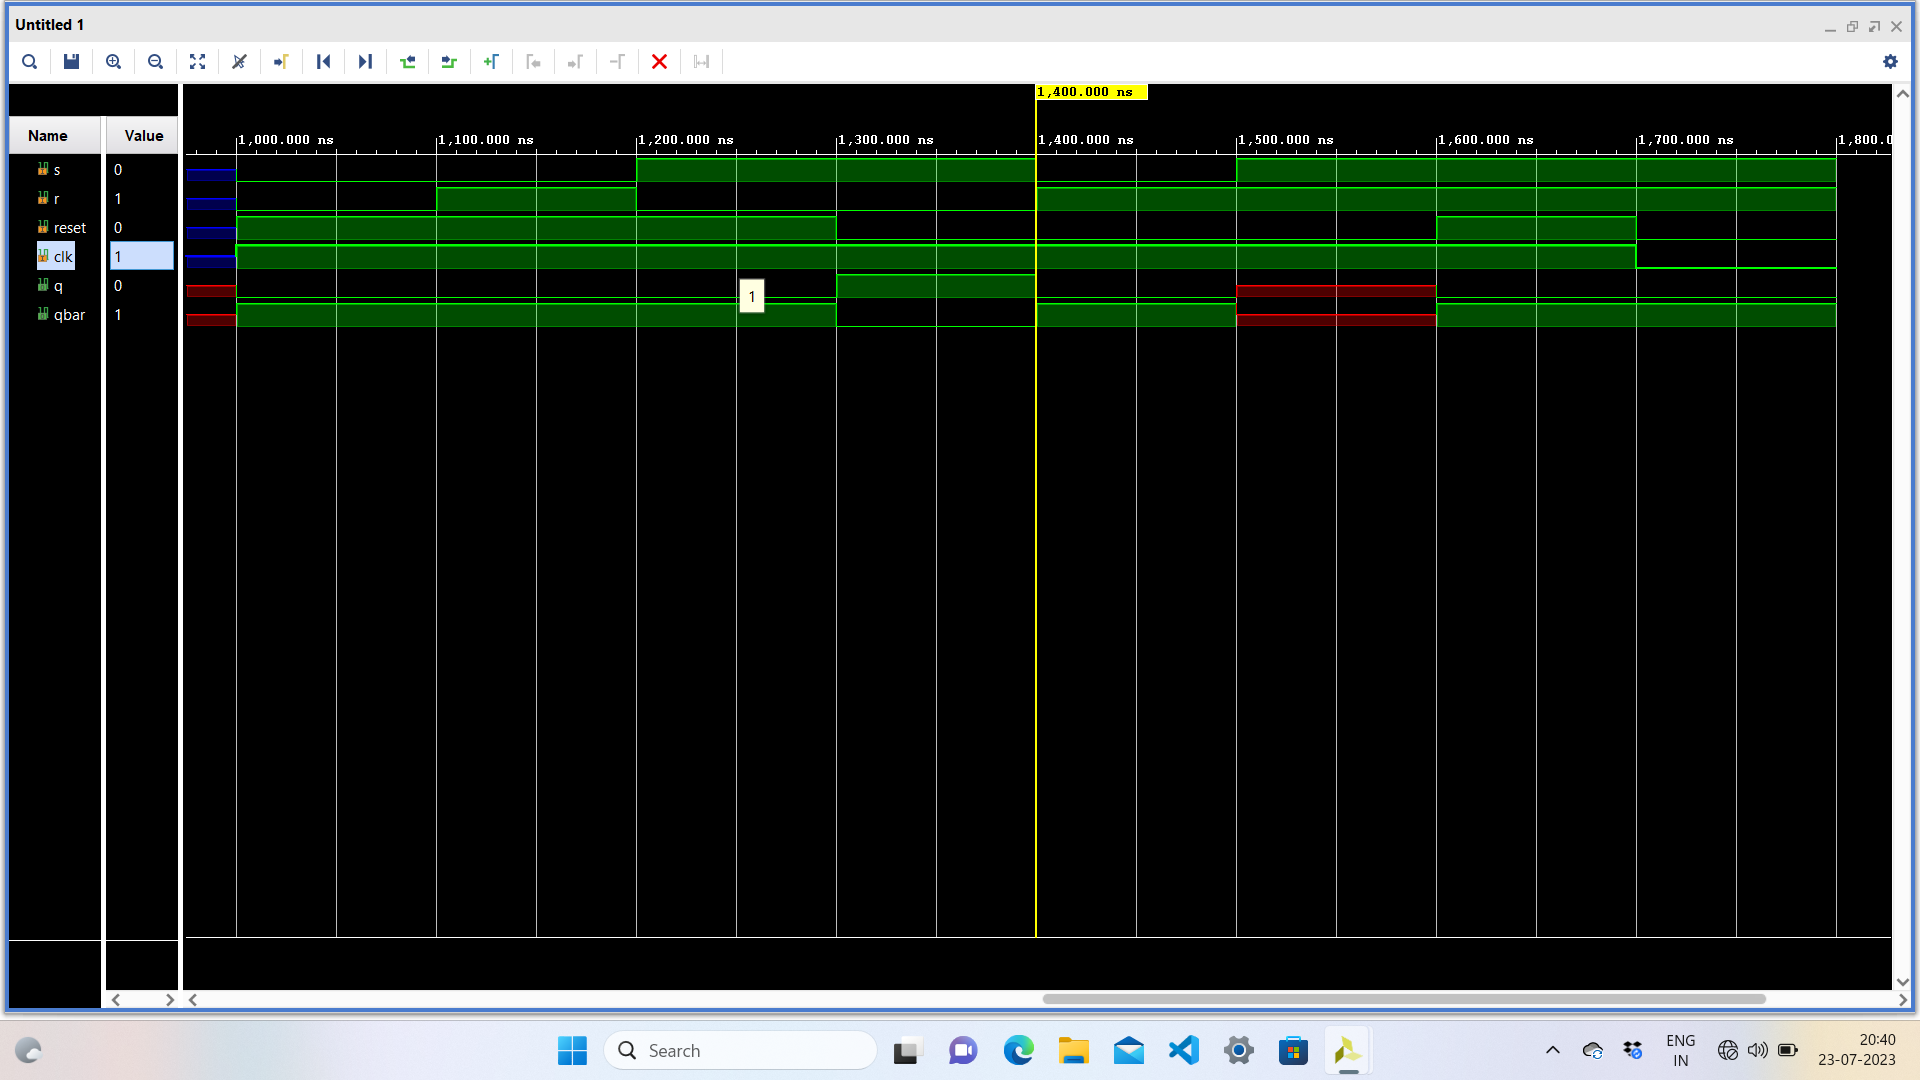 Untitled 1
1,400.000 ns
Name Value
1,000.000 ns 1,100.000 ns 1,200.000 ns 1,300.000 ns 1,400.000 ns 1,500.000 ns 1,600.000 ns 1,700.000 ns 1,800.0
s 0
r 1
reset 0
clk 1
q 0
1
qbar 1
Search
ENG
IN
20:40
23-07-2023